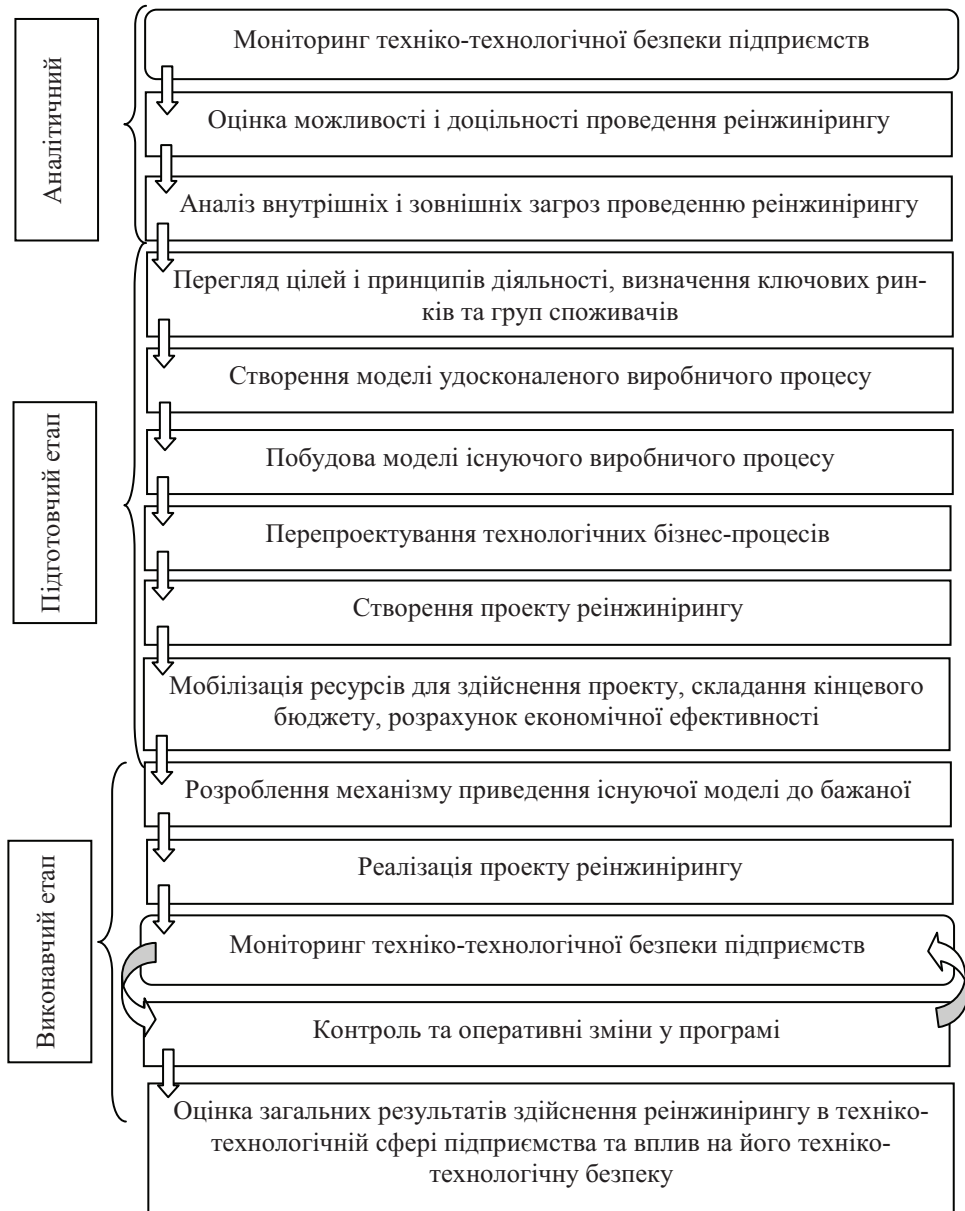 Аналітичний
Моніторинг техніко-технологічної безпеки підприємств
Оцінка можливості і доцільності проведення реінжинірингу
Аналіз внутрішніх і зовнішніх загроз проведенню реінжинірингу
Підготовчий етап
Перегляд цілей і принципів діяльності, визначення ключових рин-
ків та груп споживачів
Створення моделі удосконаленого виробничого процесу
Побудова моделі існуючого виробничого процесу
Перепроектування технологічних бізнес-процесів
Створення проекту реінжинірингу
Мобілізація ресурсів для здійснення проекту, складання кінцевого
бюджету, розрахунок економічної ефективності
Виконавчий етап
Розроблення механізму приведення існуючої моделі до бажаної
Реалізація проекту реінжинірингу
Моніторинг техніко-технологічної безпеки підприємств
Контроль та оперативні зміни у програмі
Оцінка загальних результатів здійснення реінжинірингу в техніко-
технологічній сфері підприємства та вплив на його техніко-
технологічну безпеку